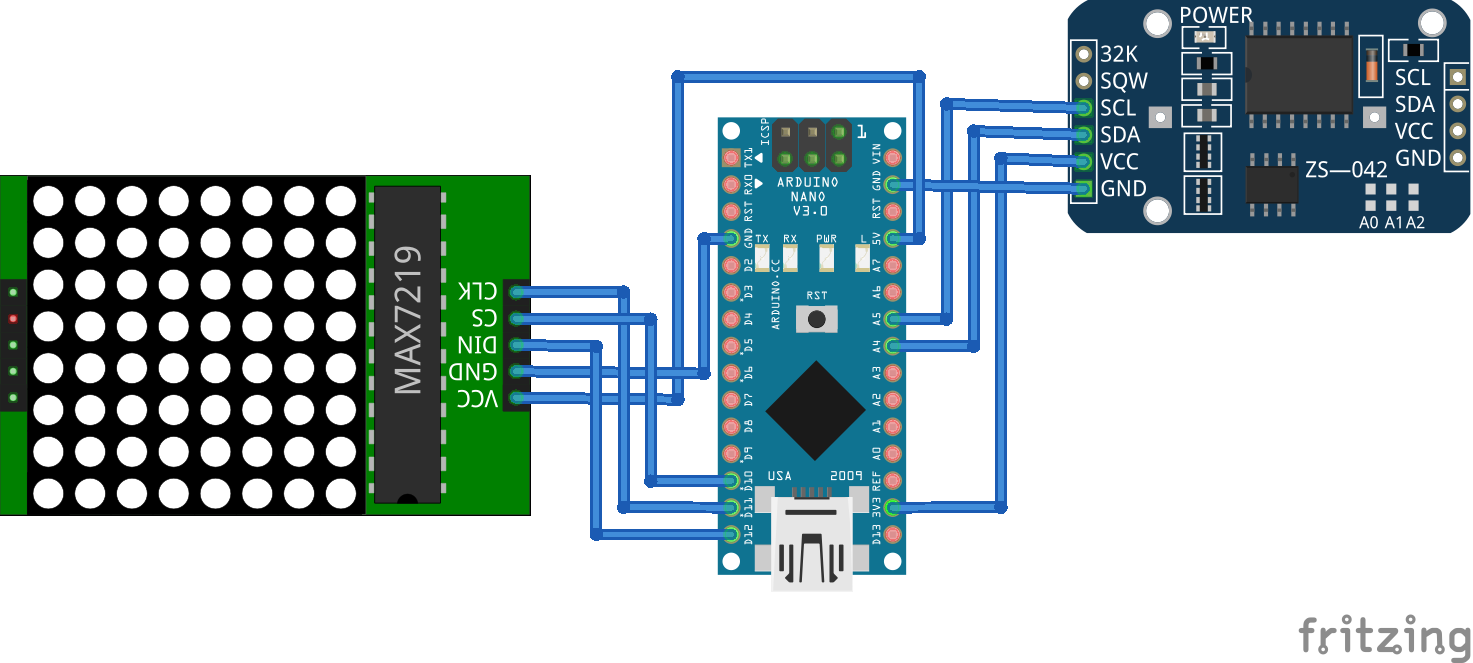 MAX7219
CLK
CS
DIN
GND
VCC
ICSP
1
ARDUINO
NANO
V3.0
TX1
RX0
RST
GND
D2
D3
D4
D5
D6
D7
D8
D9
D10
D11
D12
VIN
GND
RST
5V
A7
A6
A5
A4
A3
A2
A1
A0
REF
3V3
D13
TX RX PWR L
ARDUINO.CC
RST
USA 2009
POWER
32K
SQW
SCL
SDA
VCC
GND
SCL
SDA
VCC
GND
ZS—042
A0 A1 A2
fritzing